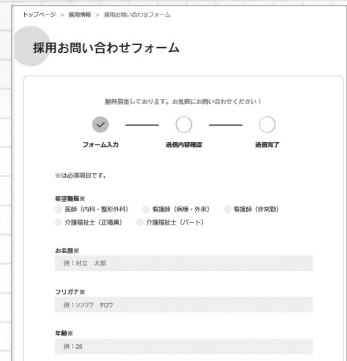 トップページ > 採用情報 > 採用お問い合わせフォーム
採用お問い合わせフォーム
随時募集しております。お気軽にお問い合わせください!
フォーム入力
送信内容確認
送信完了
※は必須項目です。
希望職種※
医師(内科・整形外科) 看護師(病棟・外来) 看護師(非常勤)
介護福祉士(正職員) 介護福祉士(パート)
お名前※
例:村立 太郎
フリガナ※
例:ソンリツ タロウ
年齢※
例:28